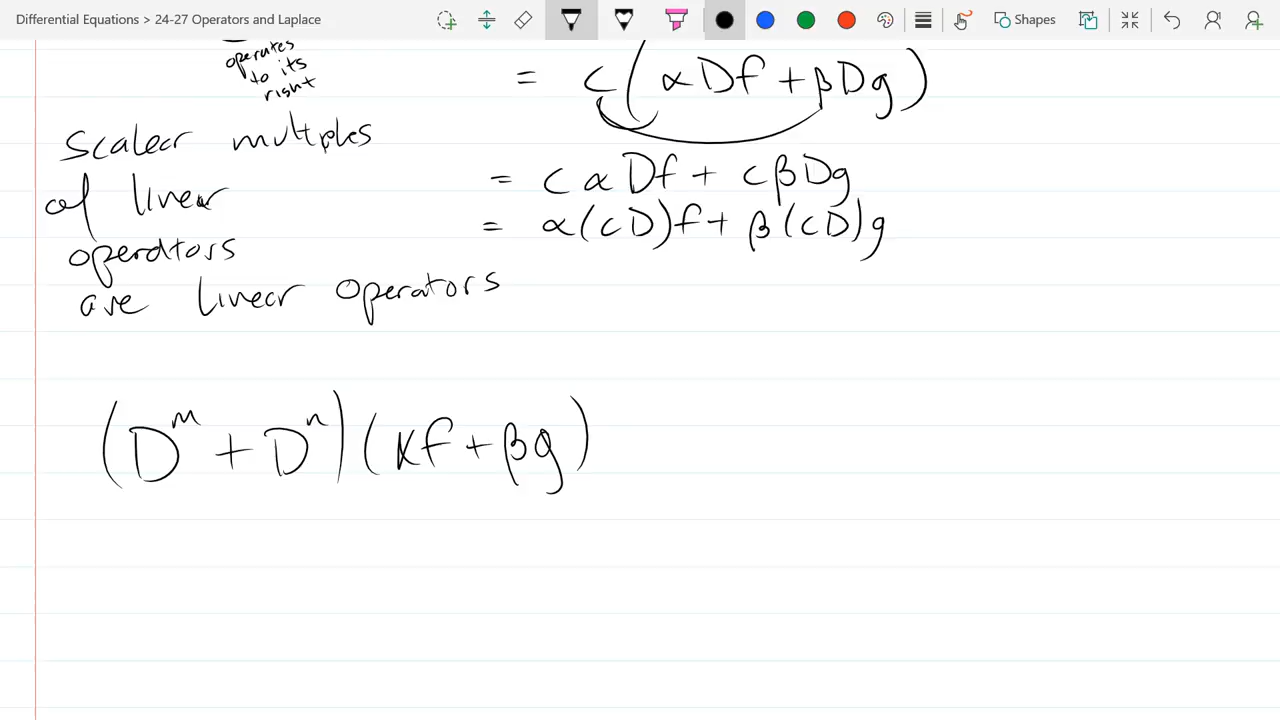 Differential Equations > 24-27 Operators and Laplace
Shapes
operates
to its
right
= c(αDf + βDg)
scalar multiples
of linear
operators
are linear operators
= cαDf + cβDg
= α(cD)f + β(cD)g
(D^m + D^n)(αf + βg)